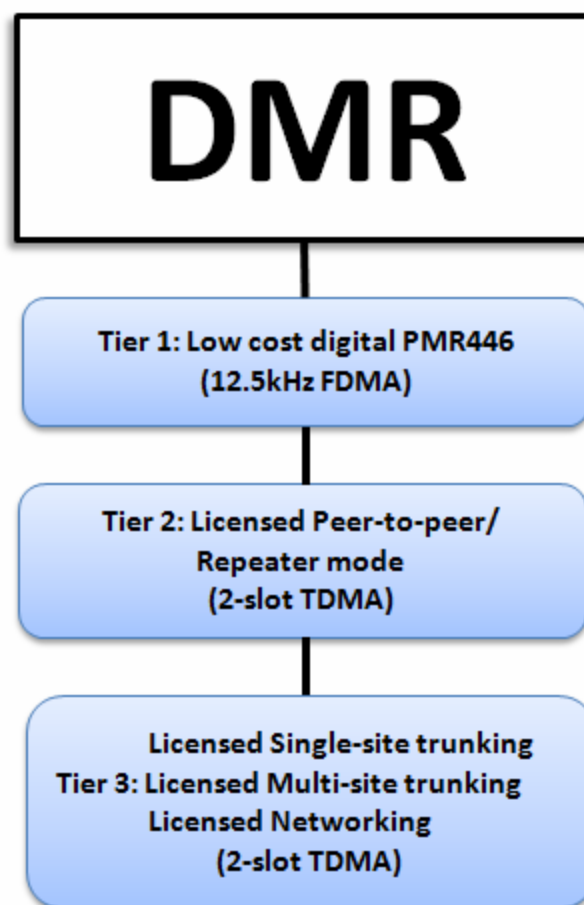 DMR
Tier 1: Low cost digital PMR446
(12.5kHz FDMA)
Tier 2: Licensed Peer-to-peer/
Repeater mode
(2-slot TDMA)
Licensed Single-site trunking
Tier 3: Licensed Multi-site trunking
Licensed Networking
(2-slot TDMA)